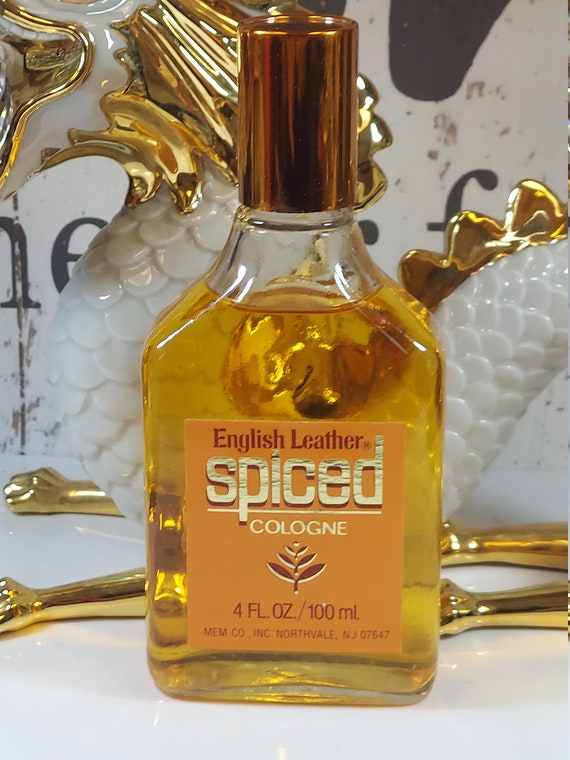 English Leather®
spiced
COLOGNE
4 FL. OZ./100 ml.
MEM CO., INC. NORTHVALE, NJ 07647